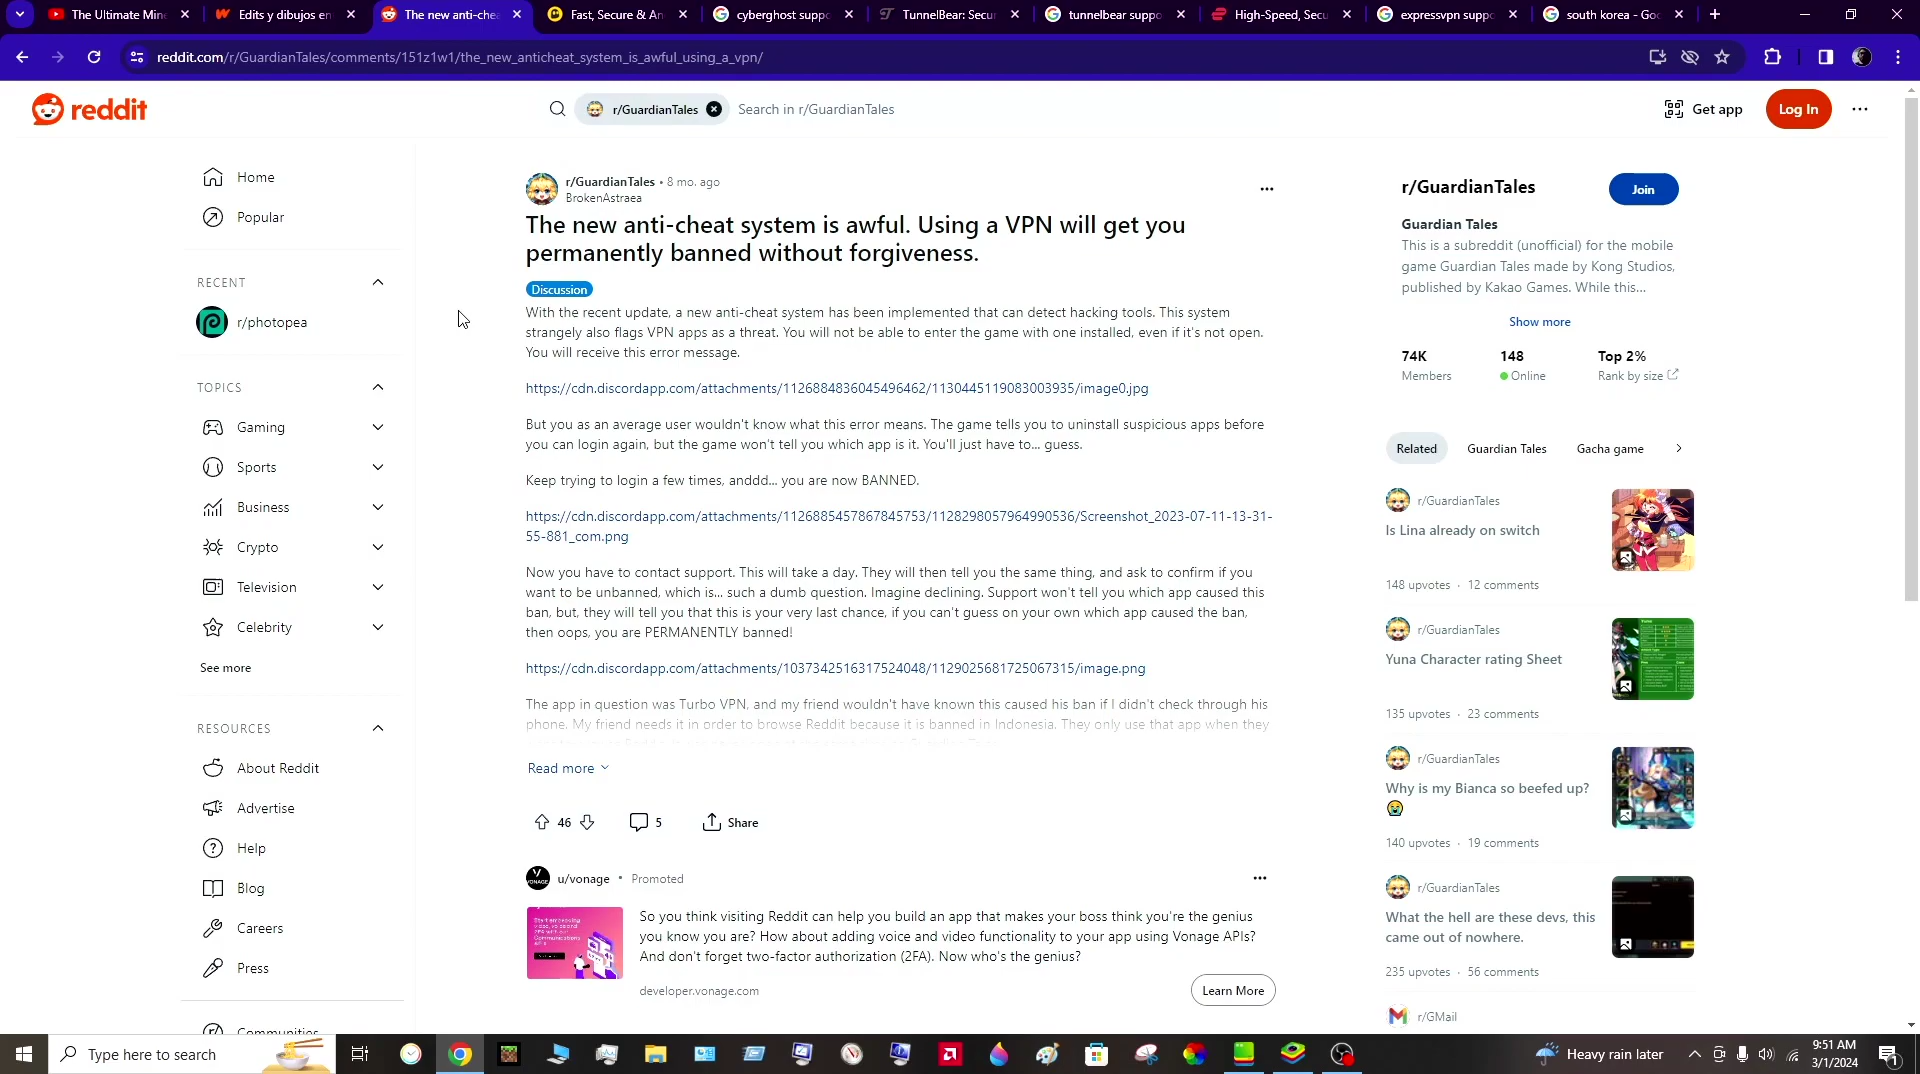 The Ultimate Mine
Edits y dibujos en
The new anti-chea
Fast, Secure & An
cyberghost suppo
TunnelBear: Secur
tunnelbear suppo
High-Speed, Secu
expressvpn suppo
south korea - Goo
reddit.com/r/GuardianTales/comments/151z1w1/the_new_anticheat_system_is_awful_using_a_vpn/
reddit
r/GuardianTales
Search in r/GuardianTales
Get app
Log In
Home
Popular
RECENT
r/photopea
TOPICS
Gaming
Sports
Business
Crypto
Television
Celebrity
See more
RESOURCES
About Reddit
Advertise
Help
Blog
Careers
Press
Communities
r/GuardianTales • 8 mo. ago
BrokenAstraea
The new anti-cheat system is awful. Using a VPN will get you
permanently banned without forgiveness.
Discussion
With the recent update, a new anti-cheat system has been implemented that can detect hacking tools. This system
strangely also flags VPN apps as a threat. You will not be able to enter the game with one installed, even if it's not open.
You will receive this error message.
https://cdn.discordapp.com/attachments/1126884836045496462/1130445119083003935/image0.jpg
But you as an average user wouldn't know what this error means. The game tells you to uninstall suspicious apps before
you can login again, but the game won't tell you which app is it. You'll just have to... guess.
Keep trying to login a few times, anddd... you are now BANNED.
https://cdn.discordapp.com/attachments/1126885457867845753/1128298057964990536/Screenshot_2023-07-11-13-31-
55-881_com.png
Now you have to contact support. This will take a day. They will then tell you the same thing, and ask to confirm if you
want to be unbanned, which is... such a dumb question. Imagine declining. Support won't tell you which app caused this
ban, but, they will tell you that this is your very last chance, if you can't guess on your own which app caused the ban,
then oops, you are PERMANENTLY banned!
https://cdn.discordapp.com/attachments/1037342516317524048/1129025681725067315/image.png
The app in question was Turbo VPN, and my friend wouldn't have known this caused his ban if I didn't check through his
phone. My friend needs it in order to browse Reddit because it is banned in Indonesia. They only use that app when they
Read more
46
5
Share
u/vonage • Promoted
So you think visiting Reddit can help you build an app that makes your boss think you're the genius
you know you are? How about adding voice and video functionality to your app using Vonage APIs?
And don't forget two-factor authorization (2FA). Now who's the genius?
developer.vonage.com
Learn More
r/GuardianTales
Join
Guardian Tales
This is a subreddit (unofficial) for the mobile
game Guardian Tales made by Kong Studios,
published by Kakao Games. While this...
Show more
74K
148
Top 2%
Members
Online
Rank by size
Related
Guardian Tales
Gacha game
r/GuardianTales
Is Lina already on switch
148 upvotes · 12 comments
r/GuardianTales
Yuna Character rating Sheet
135 upvotes · 23 comments
r/GuardianTales
Why is my Bianca so beefed up?
140 upvotes · 19 comments
r/GuardianTales
What the hell are these devs, this
came out of nowhere.
235 upvotes · 56 comments
r/GMail
Type here to search
Heavy rain later
9:51 AM
3/1/2024
1